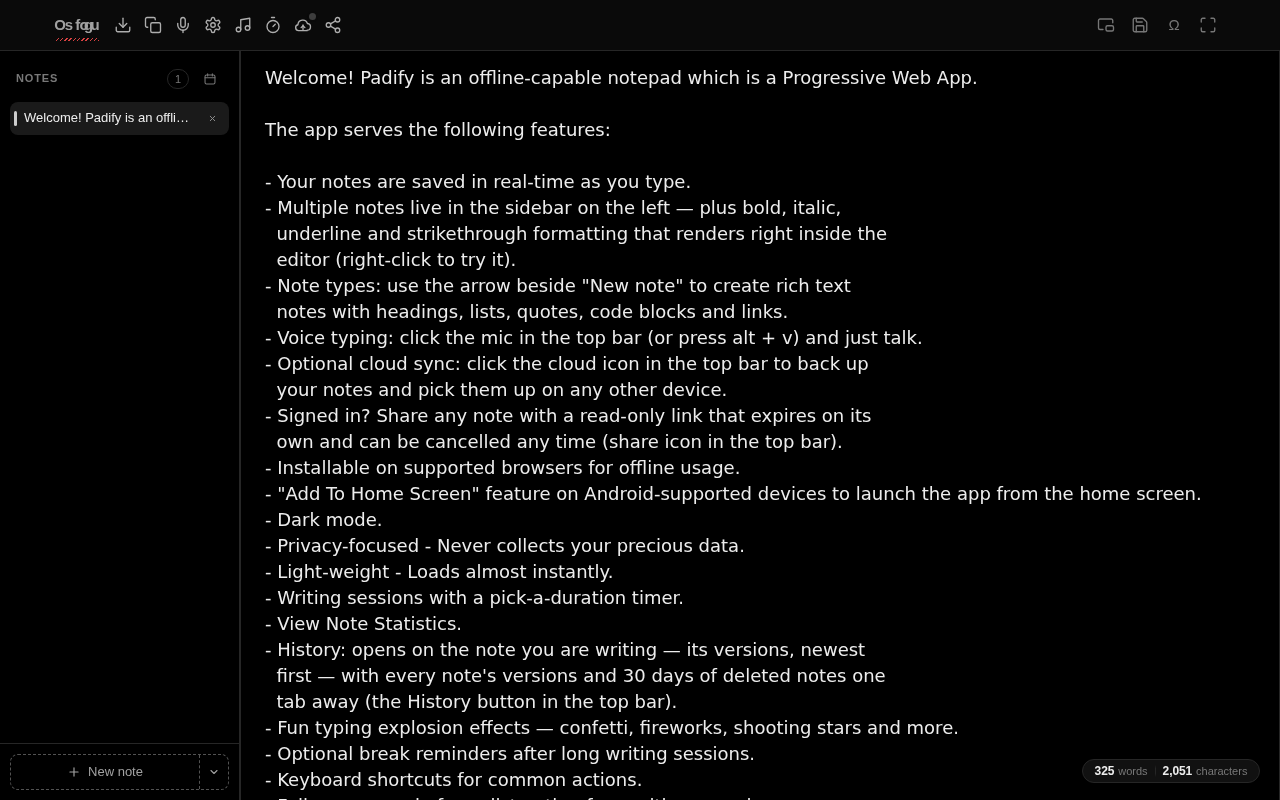 NOTES
1
Welcome! Padify is an offli...
New note
Ω
Welcome! Padify is an offline-capable notepad which is a Progressive Web App.
The app serves the following features:
- Your notes are saved in real-time as you type.
- Multiple notes live in the sidebar on the left — plus bold, italic,
underline and strikethrough formatting that renders right inside the
editor (right-click to try it).
- Note types: use the arrow beside "New note" to create rich text
notes with headings, lists, quotes, code blocks and links.
- Voice typing: click the mic in the top bar (or press alt + v) and just talk.
- Optional cloud sync: click the cloud icon in the top bar to back up
your notes and pick them up on any other device.
- Signed in? Share any note with a read-only link that expires on its
own and can be cancelled any time (share icon in the top bar).
- Installable on supported browsers for offline usage.
- "Add To Home Screen" feature on Android-supported devices to launch the app from the home screen.
- Dark mode.
- Privacy-focused - Never collects your precious data.
- Light-weight - Loads almost instantly.
- Writing sessions with a pick-a-duration timer.
- View Note Statistics.
- History: opens on the note you are writing — its versions, newest
first — with every note's versions and 30 days of deleted notes one
tab away (the History button in the top bar).
- Fun typing explosion effects — confetti, fireworks, shooting stars and more.
- Optional break reminders after long writing sessions.
- Keyboard shortcuts for common actions.
325 words | 2,051 characters